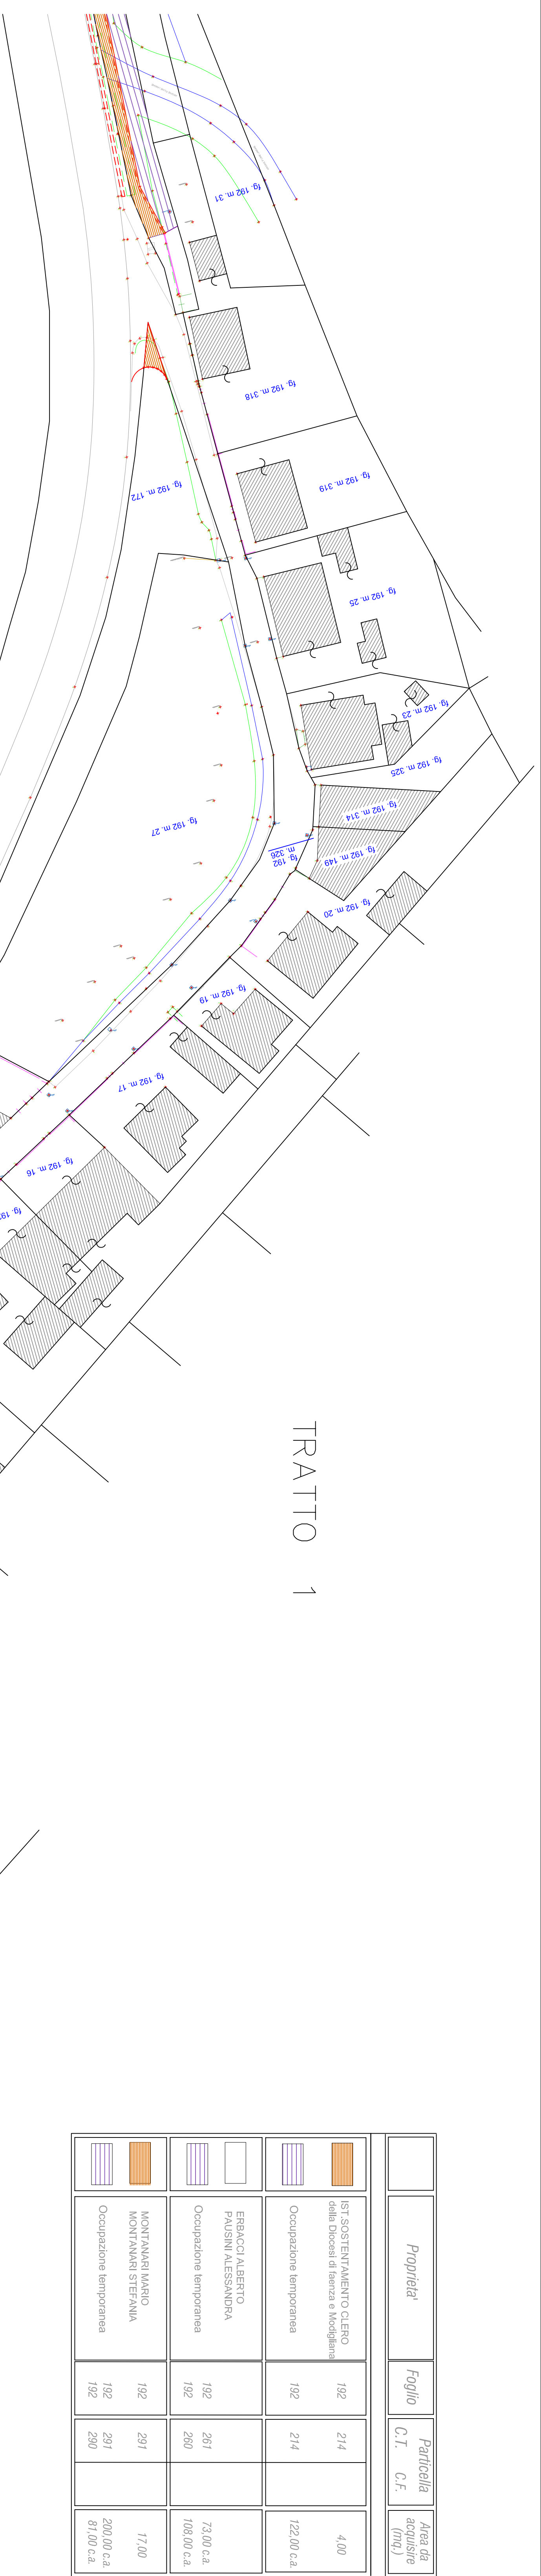 fg. 192 m. 31
fg. 192 m. 318
fg. 192 m. 319
fg. 192 m. 172
fg. 192 m. 25
fg. 192 m. 23
fg. 192 m. 325
fg. 192 m. 314
fg. 192 m. 27
fg. 192
m. 326
fg. 192 m. 149
fg. 192 m. 20
fg. 192 m. 19
fg. 192 m. 17
fg. 192 m. 16
fg. 192
TRATTO 1
Proprieta'
Foglio
Particella
C.T. C.F.
Area da
acquisire
(mq.)
IST.SOSTENTAMENTO CLERO
della Diocesi di faenza e Modigliana
192
214
4,00
Occupazione temporanea
192
214
122,00 c.a.
ERBACCI ALBERTO
PAUSINI ALESSANDRA
Occupazione temporanea
192
261
73,00 c.a.
192
260
108,00 c.a.
MONTANARI MARIO
MONTANARI STEFANIA
192
291
17,00
Occupazione temporanea
192
291
200,00 c.a.
192
290
81,00 c.a.